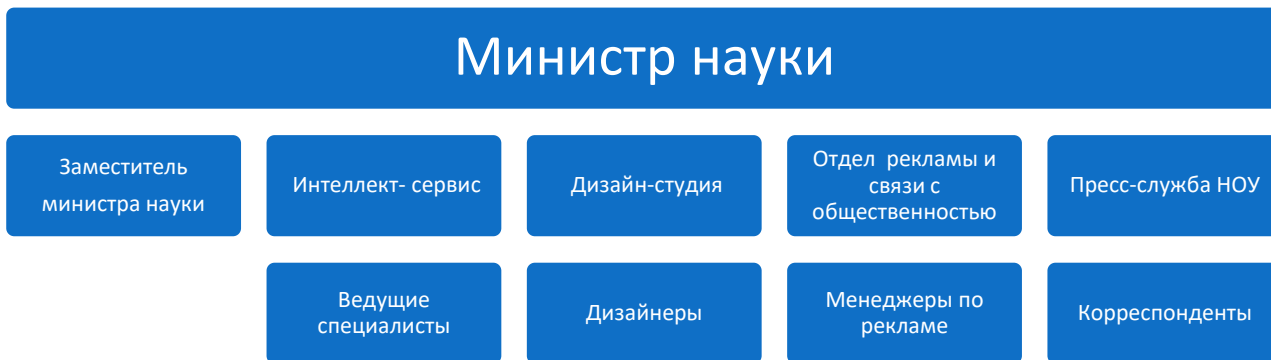 Министр науки
Заместитель
министра науки
Интеллект- сервис
Дизайн-студия
Отдел рекламы и
связи с
общественностью
Пресс-служба НОУ
Ведущие
специалисты
Дизайнеры
Менеджеры по
рекламе
Корреспонденты